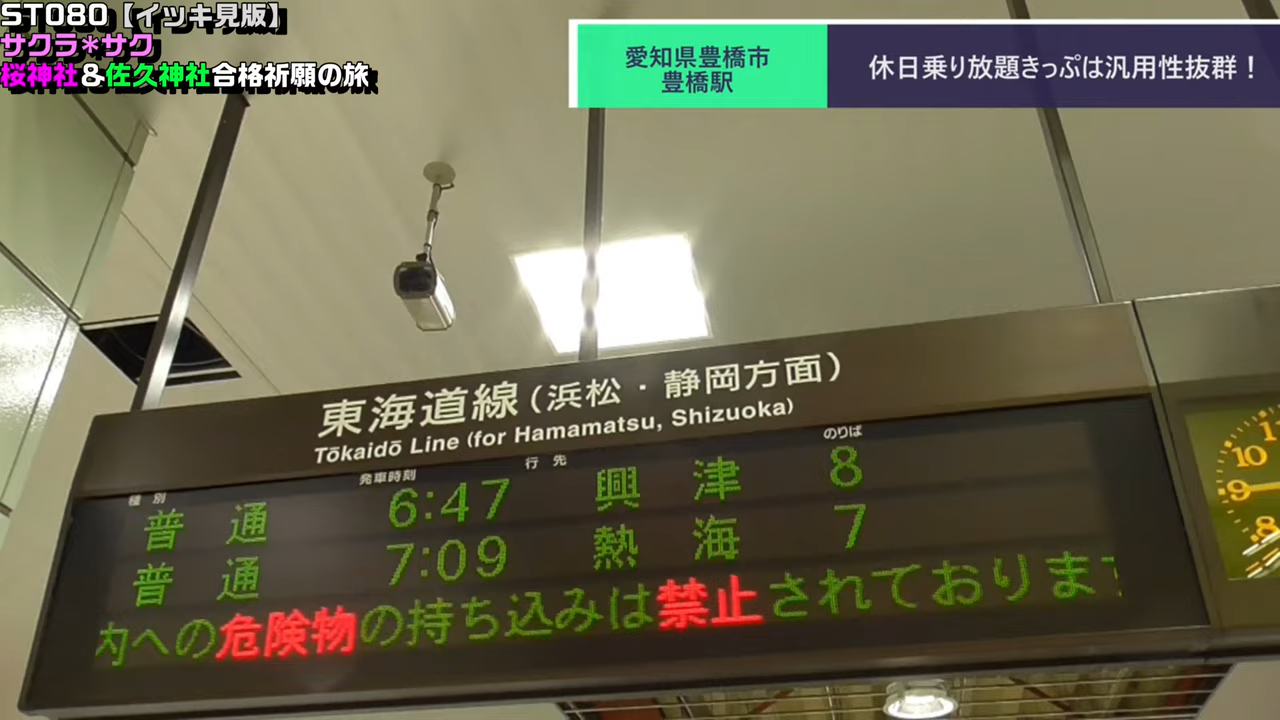 ST080【イッキ見版】
サクラ*サク
桜神社&佐久神社合格祈願の旅
愛知県豊橋市
豊橋駅
休日乗り放題きっぷは汎用性抜群！
東海道線(浜松・静岡方面)
Tōkaidō Line (for Hamamatsu, Shizuoka)
種別 発車時刻 行先 のりば
普通 6:47 興津 8
普通 7:09 熱海 7
内への危険物の持ち込みは禁止されておりま
1
10
9
8